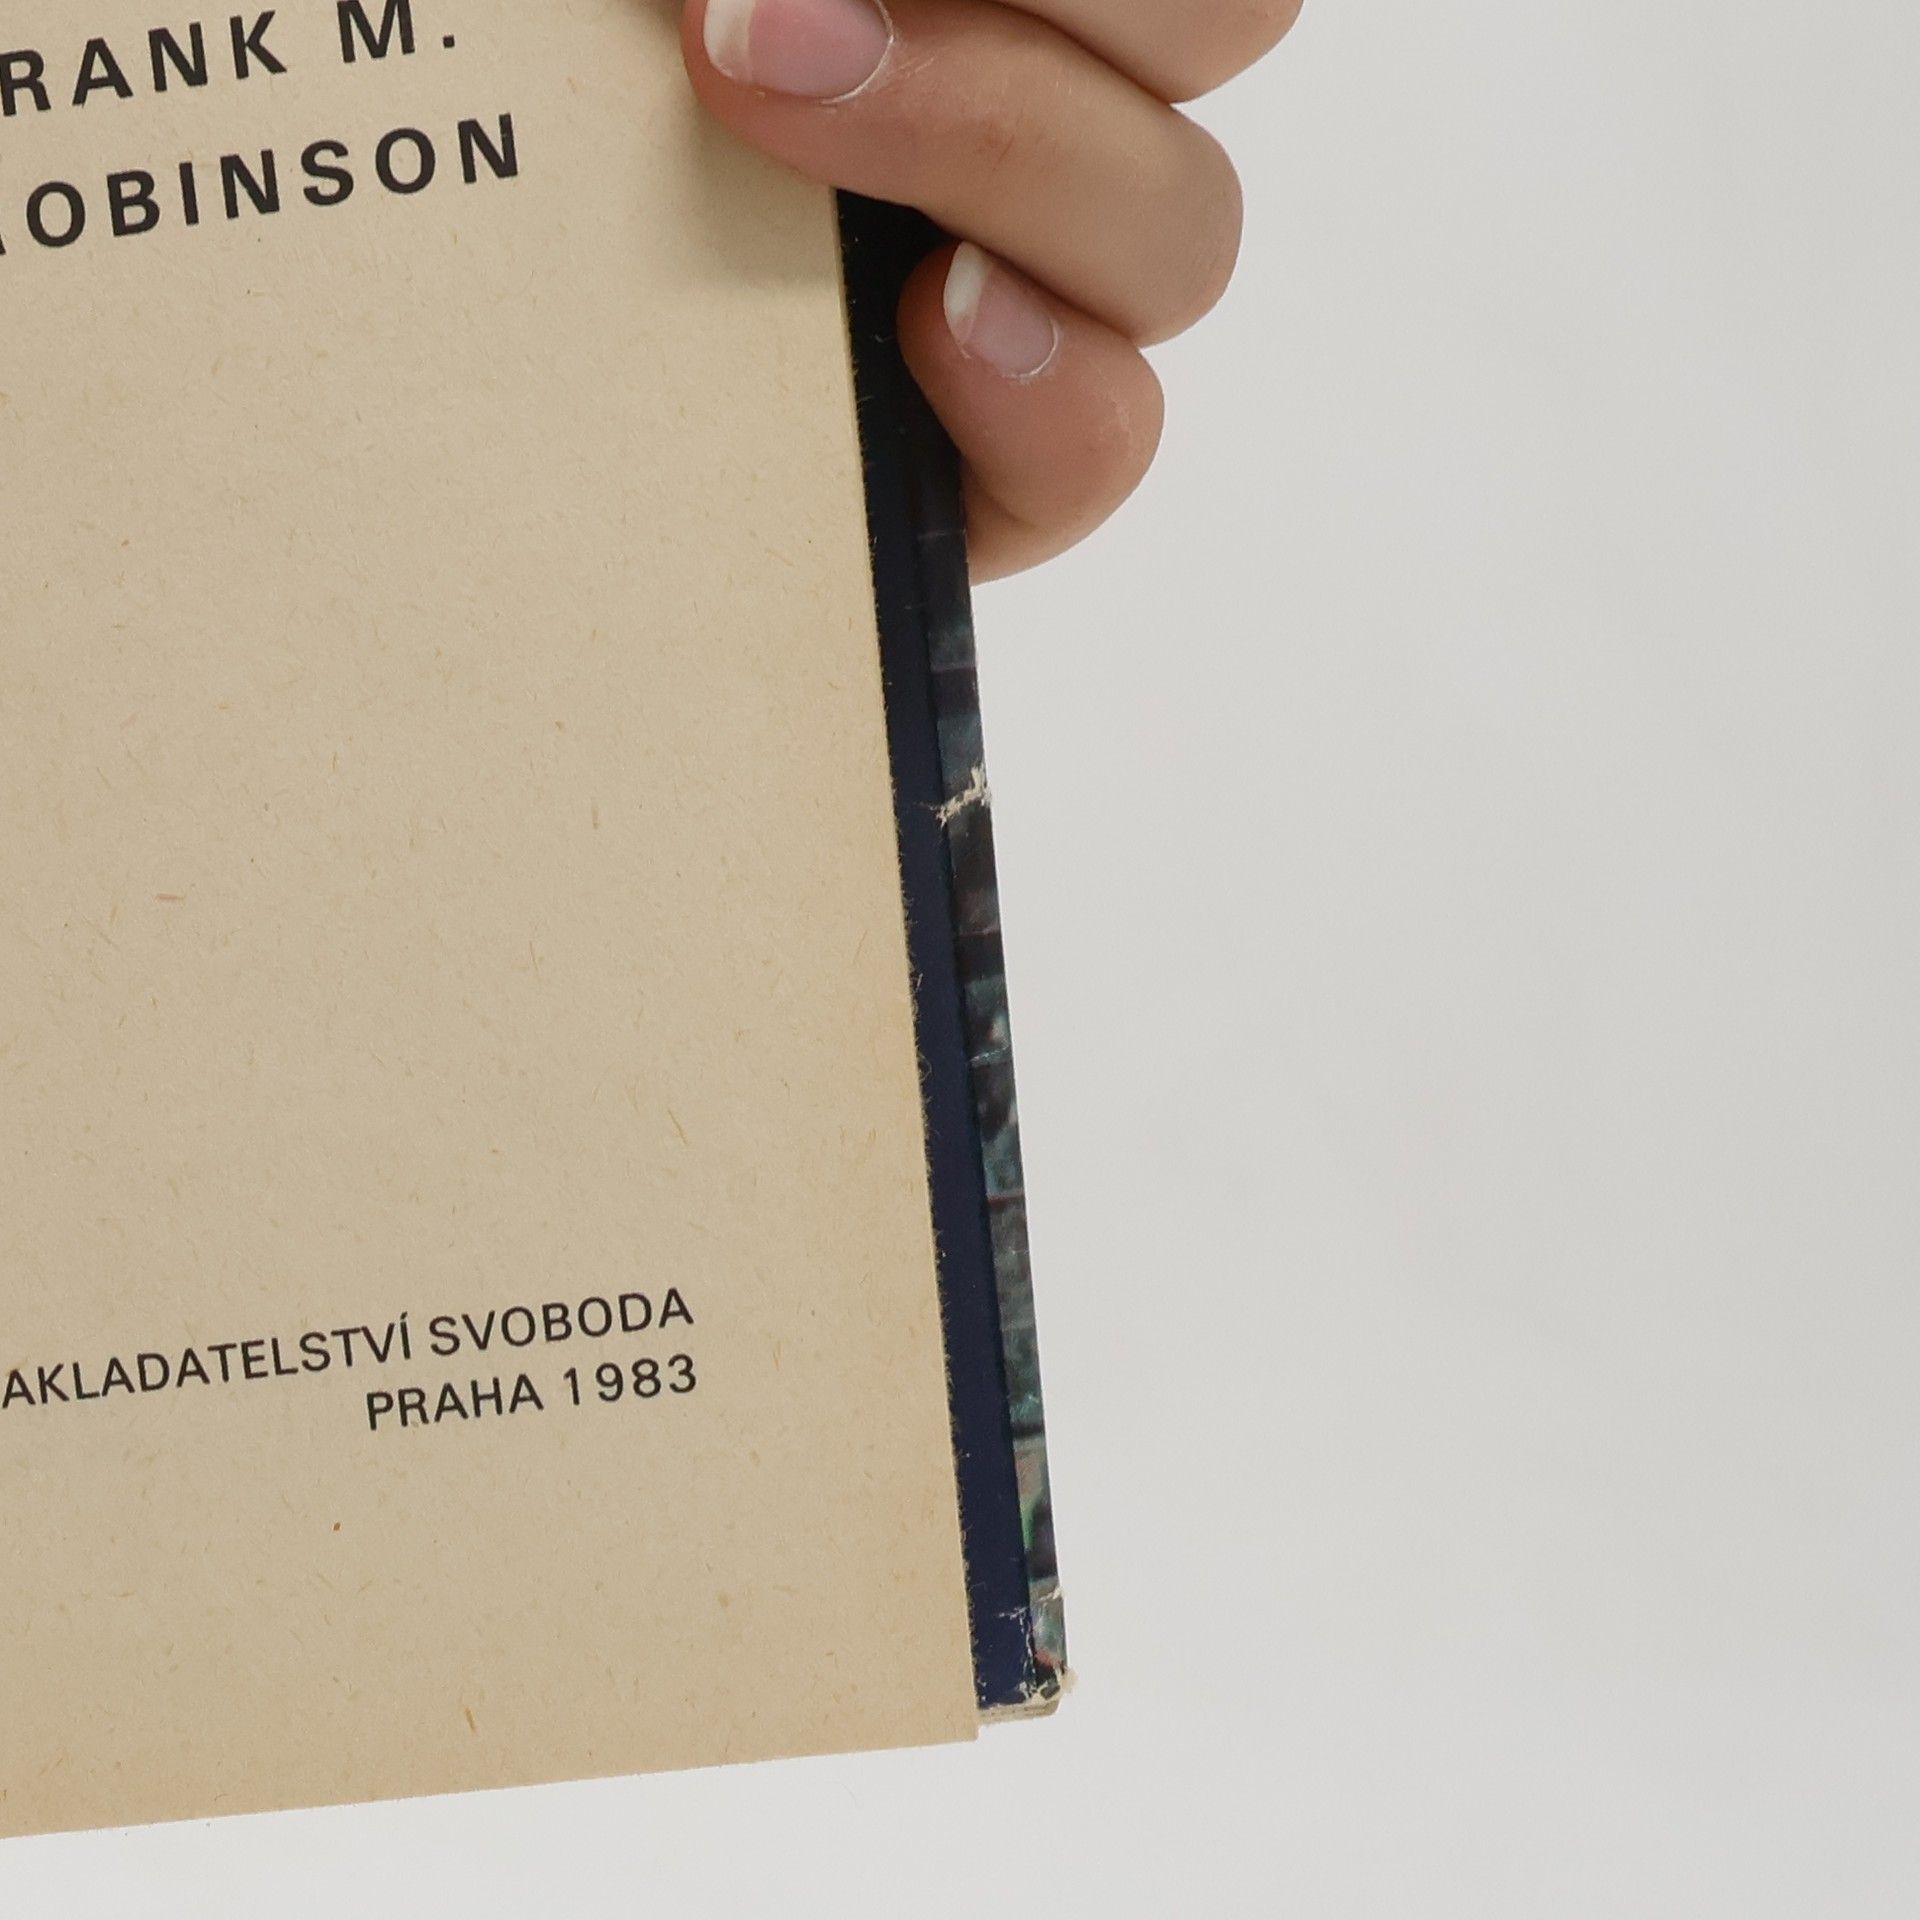 RANK M.
OBINSON
AKLADATELSTVÍ SVOBODA
PRAHA 1983